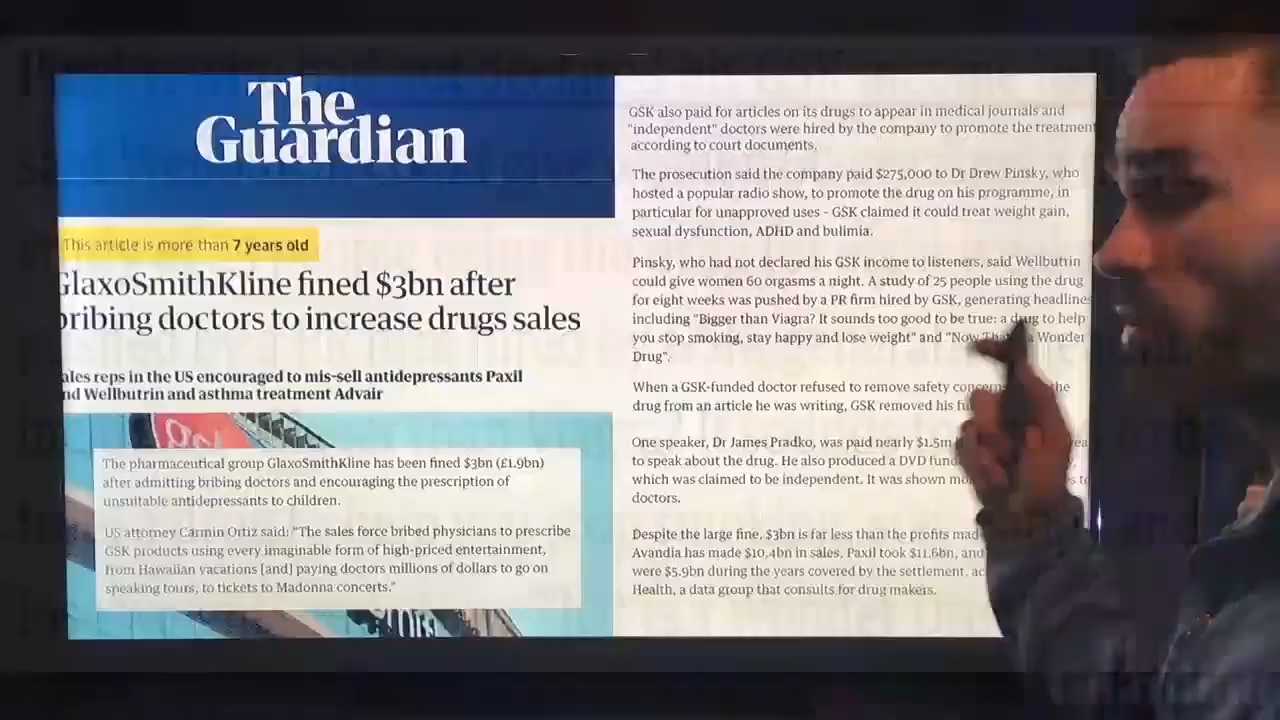 The
Guardian
This article is more than 7 years old
GlaxoSmithKline fined $3bn after
bribing doctors to increase drugs sales
ales reps in the US encouraged to mis-sell antidepressants Paxil
nd Wellbutrin and asthma treatment Advair
The pharmaceutical group GlaxoSmithKline has been fined $3bn (£1.9bn)
after admitting bribing doctors and encouraging the prescription of
unsuitable antidepressants to children.
US attorney Carmin Ortiz said: "The sales force bribed physicians to prescribe
GSK products using every imaginable form of high-priced entertainment,
from Hawaiian vacations [and] paying doctors millions of dollars to go on
speaking tours, to tickets to Madonna concerts."
GSK also paid for articles on its drugs to appear in medical journals and
"independent" doctors were hired by the company to promote the treatment
according to court documents.
The prosecution said the company paid $275,000 to Dr Drew Pinsky, who
hosted a popular radio show, to promote the drug on his programme, in
particular for unapproved uses - GSK claimed it could treat weight gain,
sexual dysfunction, ADHD and bulimia.
Pinsky, who had not declared his GSK income to listeners, said Wellbutrin
could give women 60 orgasms a night. A study of 25 people using the drug
for eight weeks was pushed by a PR firm hired by GSK, generating headlines
including "Bigger than Viagra? It sounds too good to be true: a drug to help
you stop smoking, stay happy and lose weight" and "Now a Wonder
Drug".
When a GSK-funded doctor refused to remove safety the
drug from an article he was writing, GSK removed his
One speaker, Dr James Pradko, was paid nearly $1.5m
to speak about the drug. He also produced a DVD
which was claimed to be independent. It was shown
doctors.
Despite the large fine, $3bn is far less than the profits
Avandia has made $10.4bn in sales. Paxil took $11.6bn, and
were $5.9bn during the years covered by the settlement,
Health, a data group that consults for drug makers.